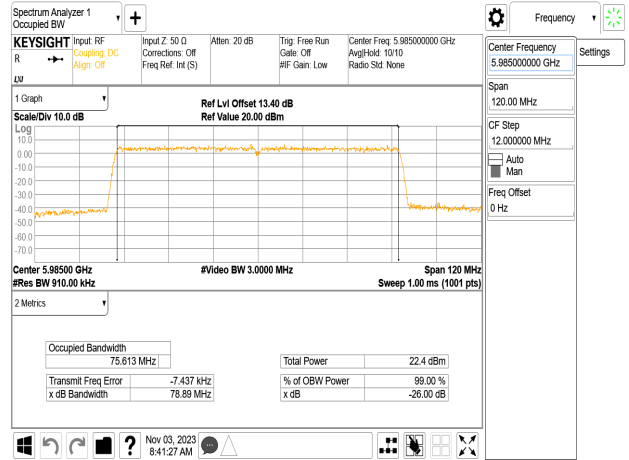 Spectrum Analyzer 1
Occupied BW
Frequency
KEYSIGHT
R
LXI
Input: RF
Coupling: DC
Align: Off
Input Z: 50 Ω
Corrections: Off
Freq Ref: Int (S)
Atten: 20 dB
Trig: Free Run
Gate: Off
#IF Gain: Low
Center Freq: 5.985000000 GHz
Avg|Hold: 10/10
Radio Std: None
Center Frequency
5.985000000 GHz
Settings
Span
120.00 MHz
CF Step
12.000000 MHz
Auto
Man
Freq Offset
0 Hz
1 Graph
Scale/Div 10.0 dB
Ref Lvl Offset 13.40 dB
Ref Value 20.00 dBm
Log
10.0
0.00
-10.0
-20.0
-30.0
-40.0
-50.0
-60.0
-70.0
Center 5.98500 GHz
#Video BW 3.0000 MHz
Span 120 MHz
#Res BW 910.00 kHz
Sweep 1.00 ms (1001 pts)
2 Metrics
Occupied Bandwidth
75.613 MHz
Total Power 22.4 dBm
Transmit Freq Error -7.437 kHz
% of OBW Power 99.00 %
x dB Bandwidth 78.89 MHz
x dB -26.00 dB
?
Nov 03, 2023
8:41:27 AM